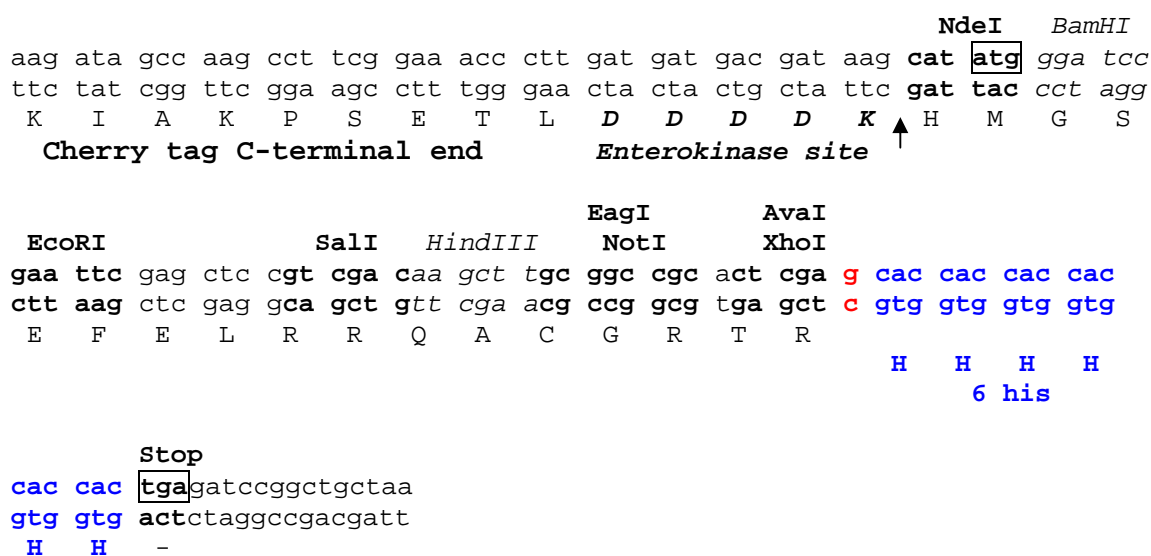 NdeI BamHI
aag ata gcc aag cct tcg gaa acc ctt gat gat gac gat aag cat atg gga tcc
ttc tat cgg ttc gga agc ctt tgg gaa cta cta ctg cta ttc gat tac cct agg
K I A K P S E T L D D D D K H M G S
Cherry tag C-terminal end Enterokinase site
EagI AvaI
EcoRI SalI HindIII NotI XhoI
gaa ttc gag ctc cgt cga caa gct tgc ggc cgc act cga g cac cac cac cac
ctt aag ctc gag gca gct gtt cga acg ccg gcg tga gct c gtg gtg gtg gtg
E F E L R R Q A C G R T R
H H H H
6 his
Stop
cac cac tgagatccggctgctaa
gtg gtg actctaggccgacgatt
H H -